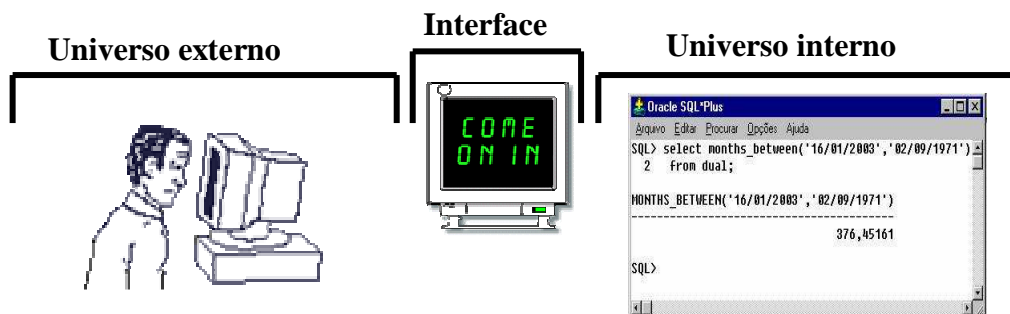 Universo externo
Interface
Universo interno
COME
ON IN
Oracle SQL*Plus
Arquivo Editar Procurar Opções Ajuda
SQL> select months_between('16/01/2003','02/09/1971')
2 from dual;
MONTHS_BETWEEN('16/01/2003','02/09/1971')
-----------------------------------------
376,45161
SQL>